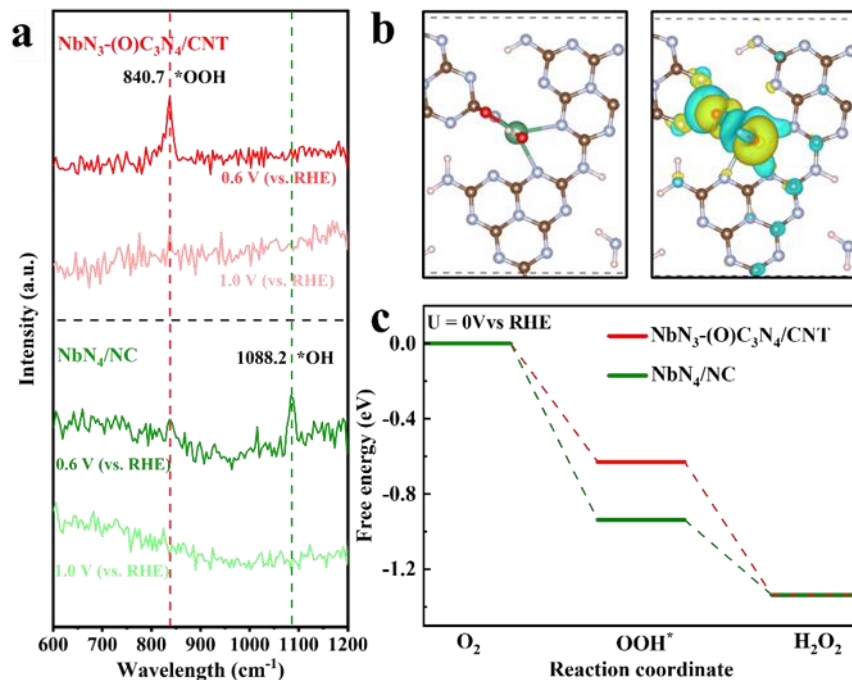 a
NbN₃-(O)C₃N₄/CNT
840.7 *OOH
0.6 V (vs. RHE)
1.0 V (vs. RHE)
NbN₄/NC
1088.2 *OH
0.6 V (vs. RHE)
1.0 V (vs. RHE)
600 700 800 900 1000 1100 1200
Wavelength (cm⁻¹)
Intensity (a.u.)
b
c
U = 0Vvs RHE
NbN₃-(O)C₃N₄/CNT
NbN₄/NC
0.0
-0.4
-0.8
-1.2
Free energy (eV)
O₂ OOH* H₂O₂
Reaction coordinate